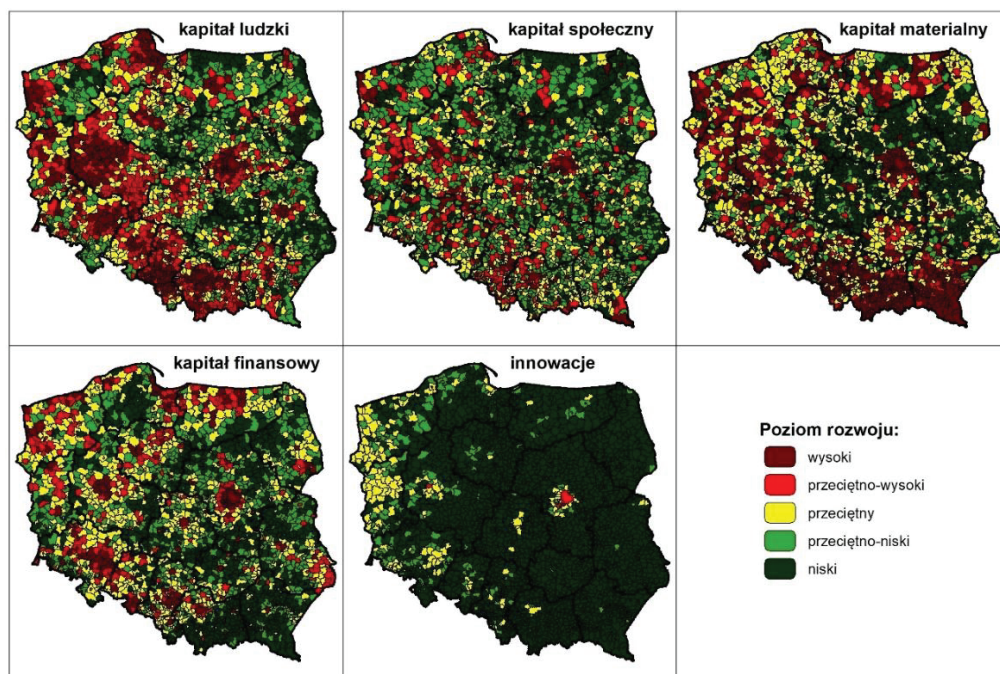 kapitał ludzki
kapitał społeczny
kapitał materialny
kapitał finansowy
innowacje
Poziom rozwoju:
wysoki
przeciętno-wysoki
przeciętny
przeciętno-niski
niski